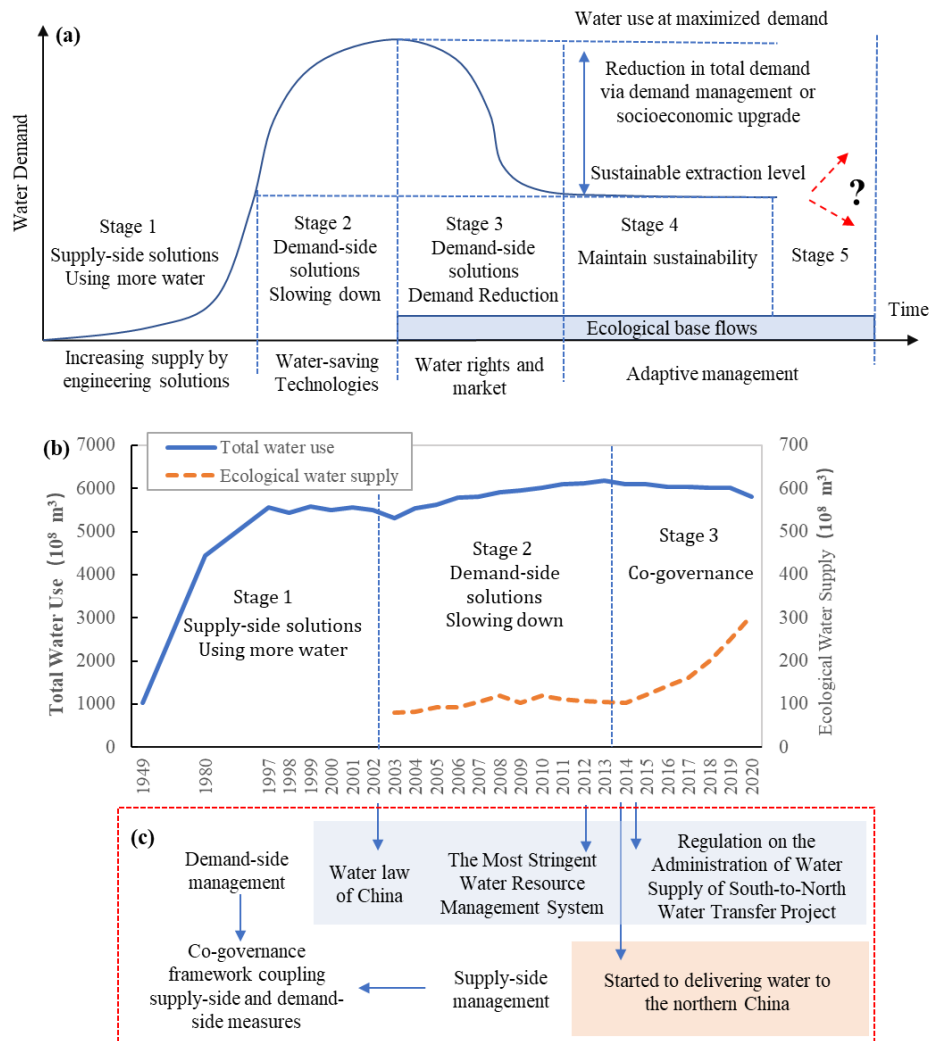 (a)
Water use at maximized demand
Reduction in total demand
via demand management or
socioeconomic upgrade
Sustainable extraction level
?
Water Demand
Stage 1
Supply-side solutions
Using more water
Stage 2
Demand-side
solutions
Slowing down
Stage 3
Demand-side
solutions
Demand Reduction
Stage 4
Maintain sustainability
Stage 5
Time
Ecological base flows
Increasing supply by
engineering solutions
Water-saving
Technologies
Water rights and
market
Adaptive management
(b)
Total water use
Ecological water supply
Total Water Use (10⁸ m³)
7000
6000
5000
4000
3000
2000
1000
0
Stage 1
Supply-side solutions
Using more water
Stage 2
Demand-side
solutions
Slowing down
Stage 3
Co-governance
700
600
500
400
300
200
100
0
Ecological Water Supply (10⁸ m³)
1949
1980
1997
1998
1999
2000
2001
2002
2003
2004
2005
2006
2007
2008
2009
2010
2011
2012
2013
2014
2015
2016
2017
2018
2019
2020
(c)
Demand-side
management
Water law
of China
The Most Stringent
Water Resource
Management System
Regulation on the
Administration of Water
Supply of South-to-North
Water Transfer Project
Co-governance
framework coupling
supply-side and demand-
side measures
Supply-side
management
Started to delivering water to
the northern China